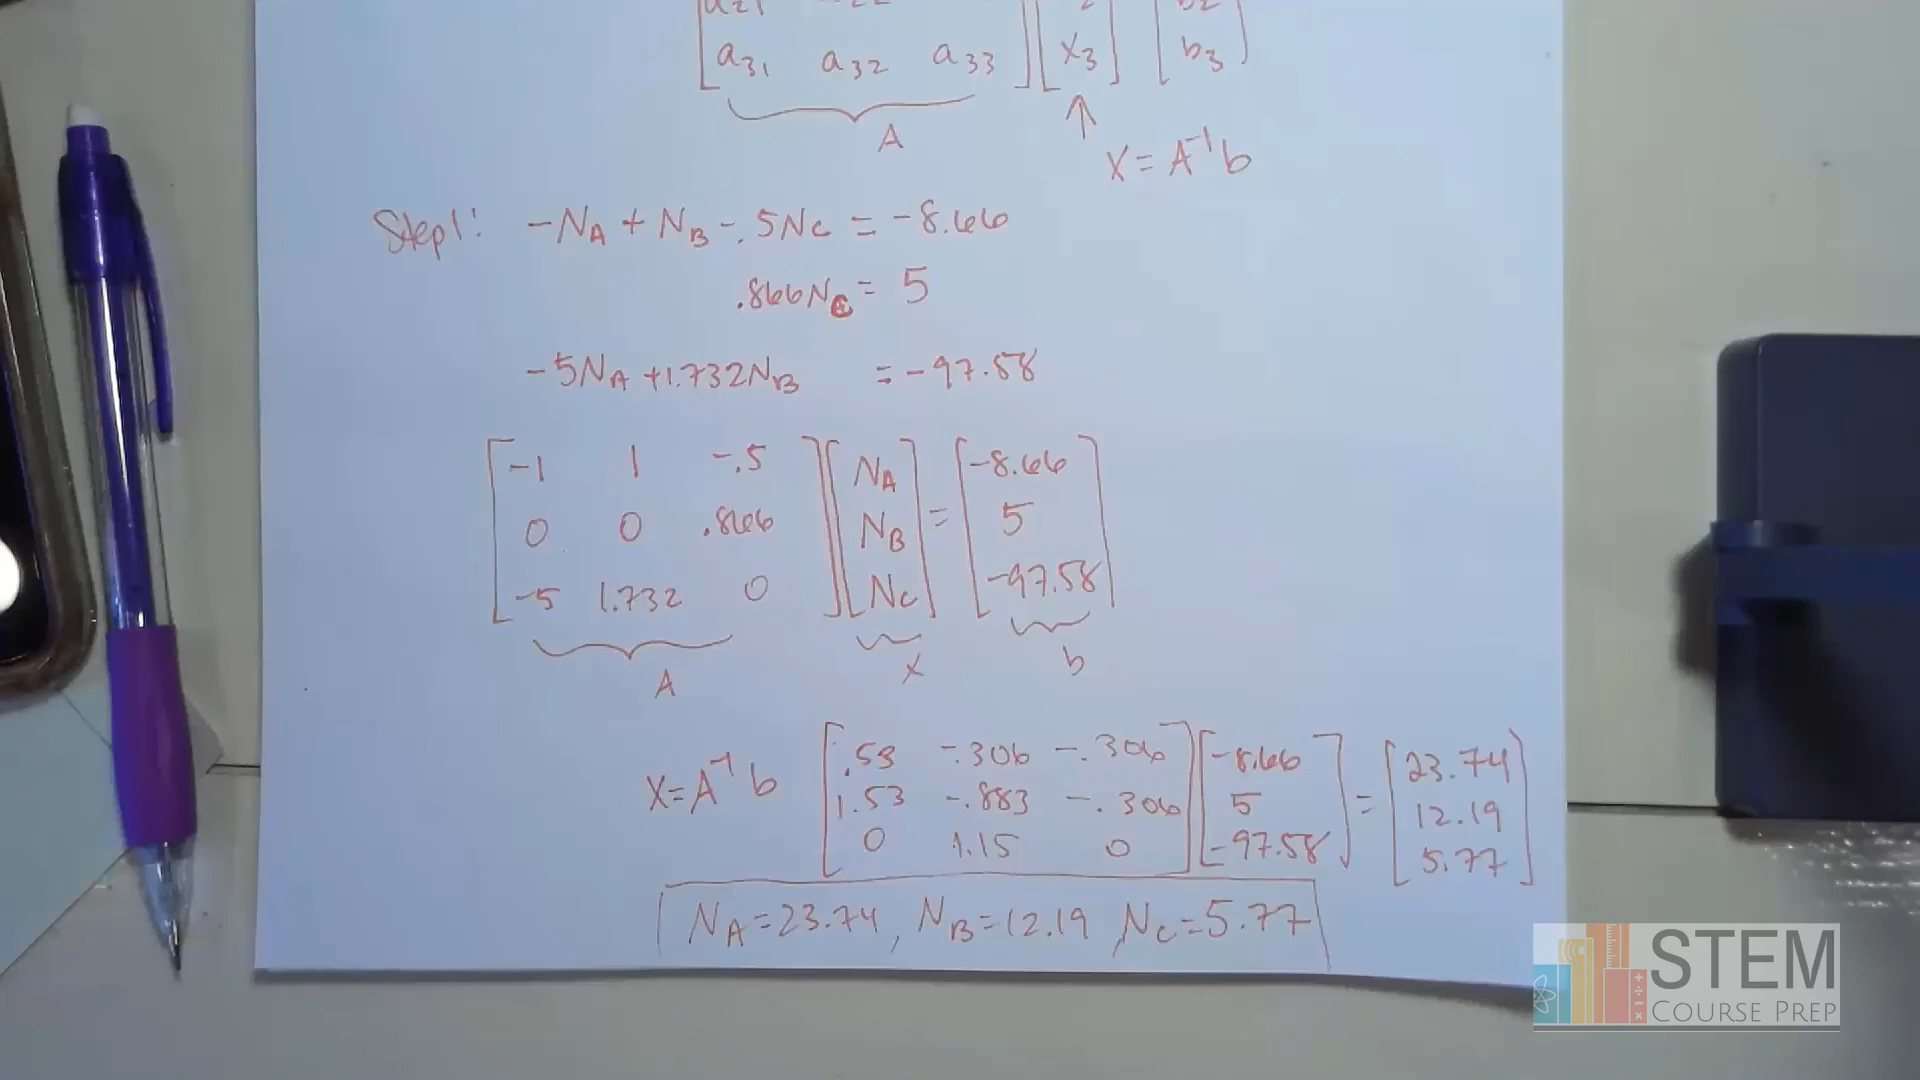 a21 b2
a31 a32 a33 x3 b3
A
X = A⁻¹b
Step1: -NA + NB - .5NC = -8.66
.866NC = 5
-5NA + 1.732NB = -97.58
-1 1 -.5 NA -8.66
0 0 .866 NB = 5
-5 1.732 0 NC -97.58
A x b
.53 -.306 -.306 -8.66 23.74
X = A⁻¹b 1.53 -.883 -.306 5 = 12.19
0 1.15 0 -97.58 5.77
NA = 23.74, NB = 12.19, NC = 5.77
STEM
COURSE PREP